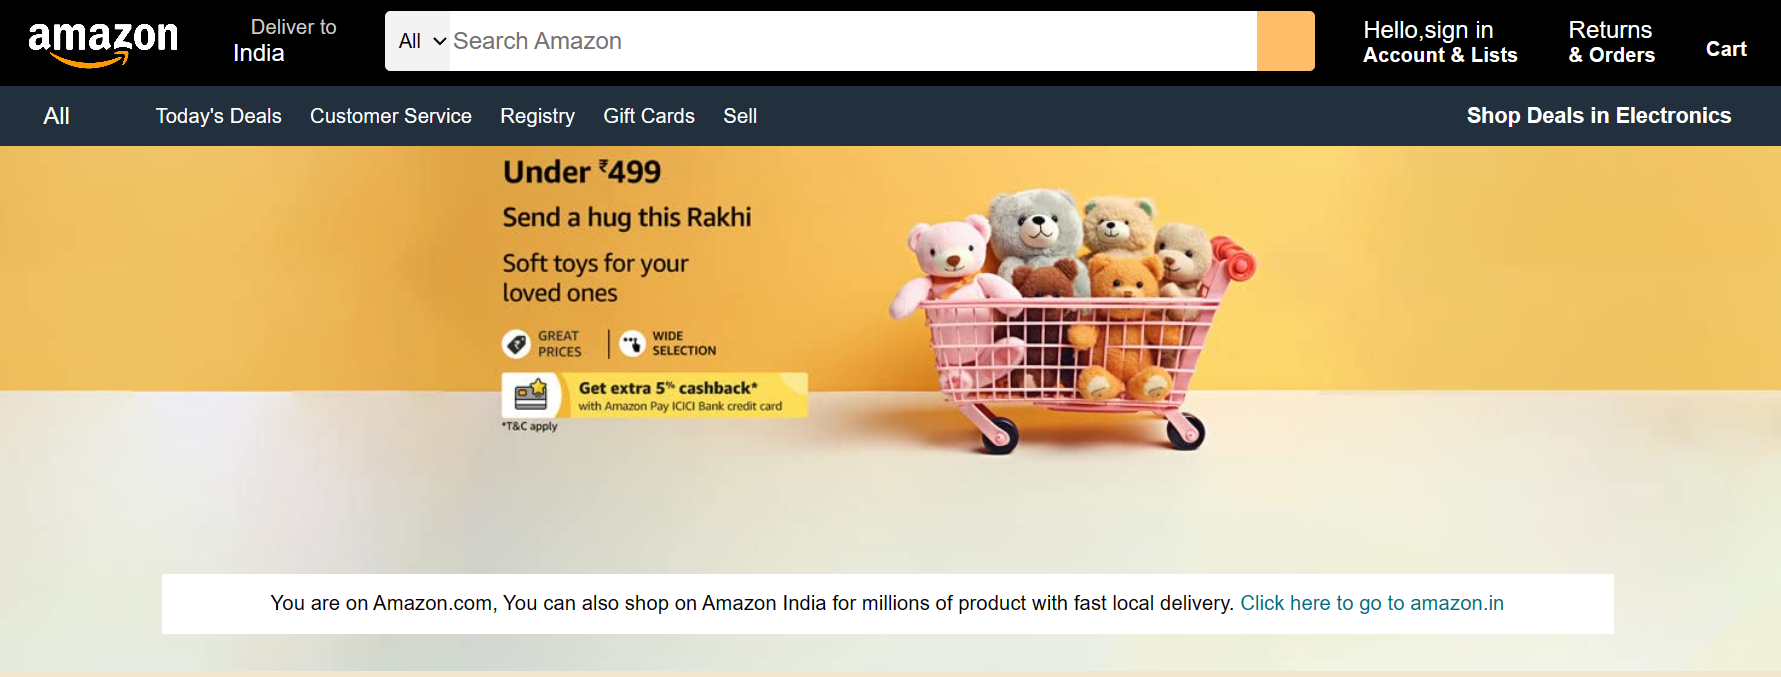 amazon
Deliver to
India
All
Search Amazon
Hello,sign in
Account & Lists
Returns
& Orders
Cart
All
Today's Deals
Customer Service
Registry
Gift Cards
Sell
Shop Deals in Electronics
Under ₹499
Send a hug this Rakhi
Soft toys for your
loved ones
GREAT
PRICES
WIDE
SELECTION
Get extra 5% cashback*
with Amazon Pay ICICI Bank credit card
*T&C apply
You are on Amazon.com, You can also shop on Amazon India for millions of product with fast local delivery. Click here to go to amazon.in